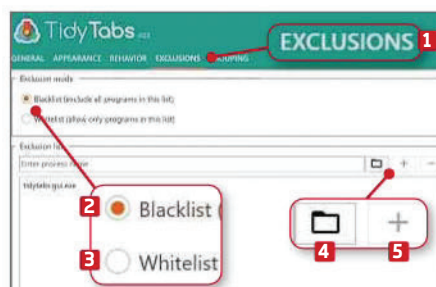 TidyTabs
EXCLUSIONS 1
GENERAL APPEARANCE BEHAVIOR EXCLUSIONS GROUPING
Exclusion mode
Blacklist (exclude all programs in this list)
Whitelist (allow only programs in this list)
Exclusion list
Enter process name
tidytabs.gui.exe
2 Blacklist (
3 Whitelist
4 5